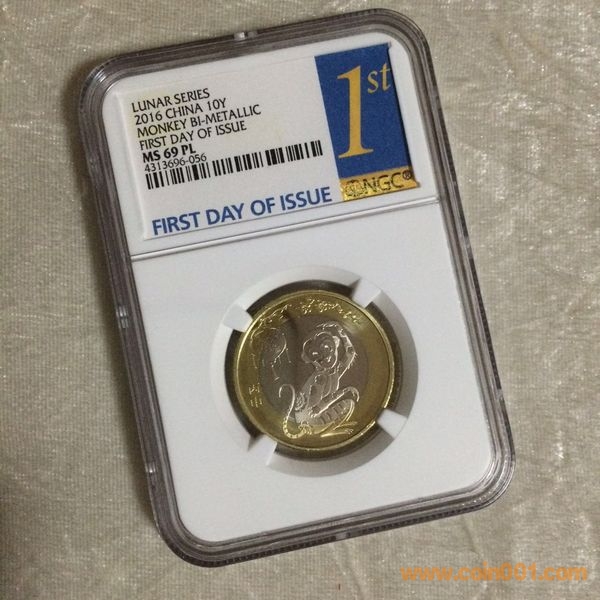 LUNAR SERIES
2016 CHINA 10Y
MONKEY BI-METALLIC
FIRST DAY OF ISSUE
MS 69 PL
4313696-056
1st
NGC®
FIRST DAY OF ISSUE
www.coin001.com